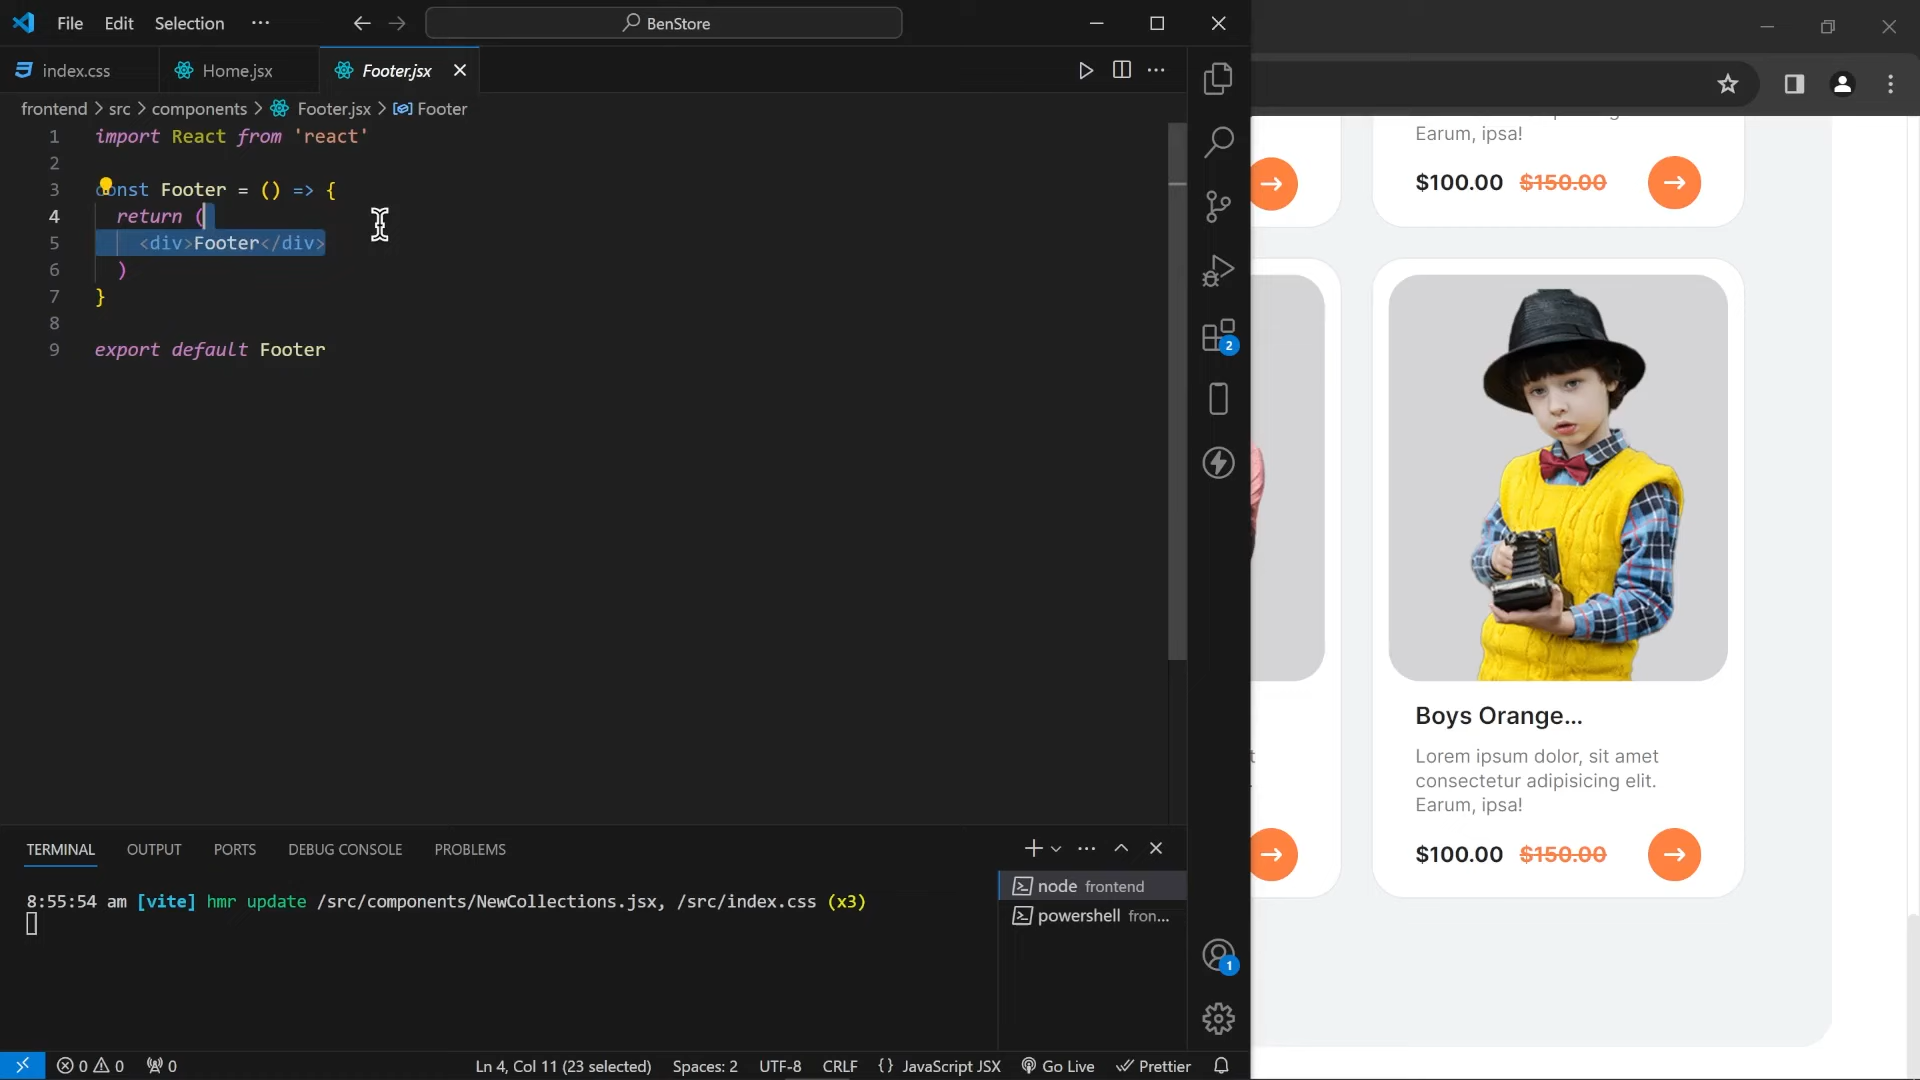 File Edit Selection ··· BenStore
index.css Home.jsx Footer.jsx
frontend > src > components > Footer.jsx > Footer
1 import React from 'react'
2
3 const Footer = () => {
4 return (
5 <div>Footer</div>
6 )
7 }
8
9 export default Footer
2
TERMINAL OUTPUT PORTS DEBUG CONSOLE PROBLEMS
8:55:54 am [vite] hmr update /src/components/NewCollections.jsx, /src/index.css (x3)
node frontend
powershell fron...
1
0 0 0 Ln 4, Col 11 (23 selected) Spaces: 2 UTF-8 CRLF {} JavaScript JSX Go Live Prettier
Earum, ipsa!
$100.00 $150.00
Boys Orange...
Lorem ipsum dolor, sit amet
consectetur adipisicing elit.
Earum, ipsa!
$100.00 $150.00